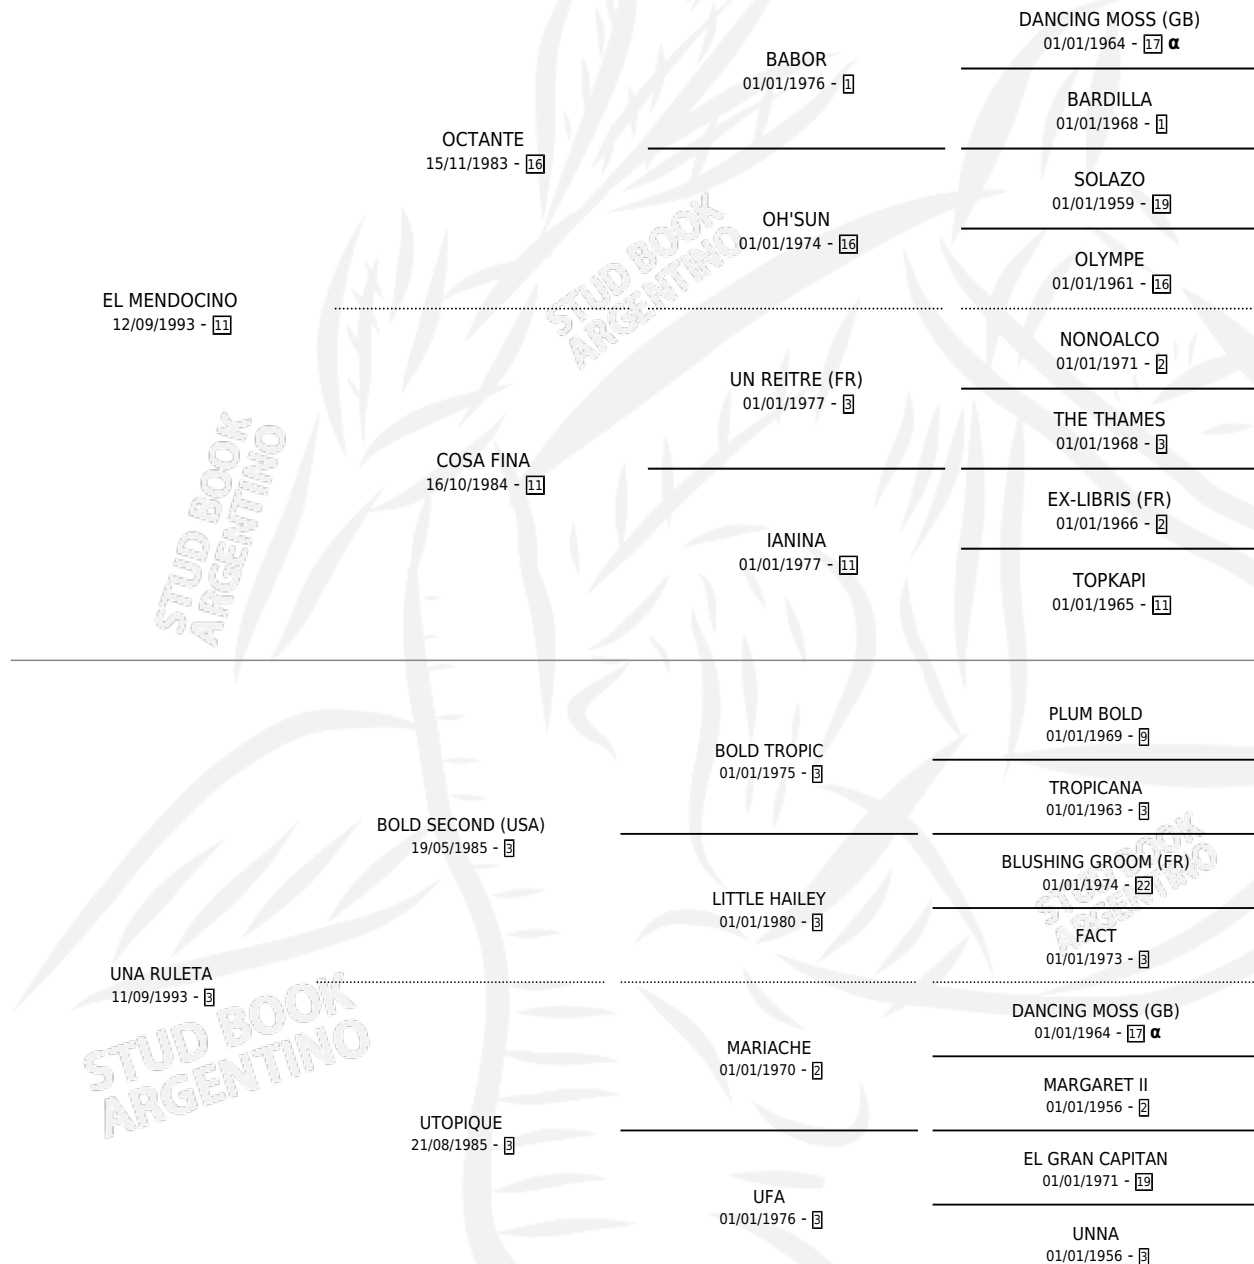 DANCING MOSS (GB)
01/01/1964 - 17 α
BABOR
01/01/1976 - 1
BARDILLA
01/01/1968 - 1
OCTANTE
15/11/1983 - 16
SOLAZO
01/01/1959 - 19
OH'SUN
01/01/1974 - 16
OLYMPE
01/01/1961 - 16
EL MENDOCINO
12/09/1993 - 11
NONOALCO
01/01/1971 - 2
UN REITRE (FR)
01/01/1977 - 3
THE THAMES
01/01/1968 - 3
COSA FINA
16/10/1984 - 11
EX-LIBRIS (FR)
01/01/1966 - 2
IANINA
01/01/1977 - 11
TOPKAPI
01/01/1965 - 11
PLUM BOLD
01/01/1969 - 9
BOLD TROPIC
01/01/1975 - 3
TROPICANA
01/01/1963 - 3
BOLD SECOND (USA)
19/05/1985 - 3
BLUSHING GROOM (FR)
01/01/1974 - 22
LITTLE HAILEY
01/01/1980 - 3
FACT
01/01/1973 - 3
UNA RULETA
11/09/1993 - 3
DANCING MOSS (GB)
01/01/1964 - 17 α
MARIACHE
01/01/1970 - 2
MARGARET II
01/01/1956 - 2
UTOPIQUE
21/08/1985 - 3
EL GRAN CAPITAN
01/01/1971 - 19
UFA
01/01/1976 - 3
UNNA
01/01/1956 - 3
STUD BOOK
ARGENTINO
STUD BOOK
ARGENTINO
STUD BOOK
ARGENTINO
STUD BOOK
ARGENTINO